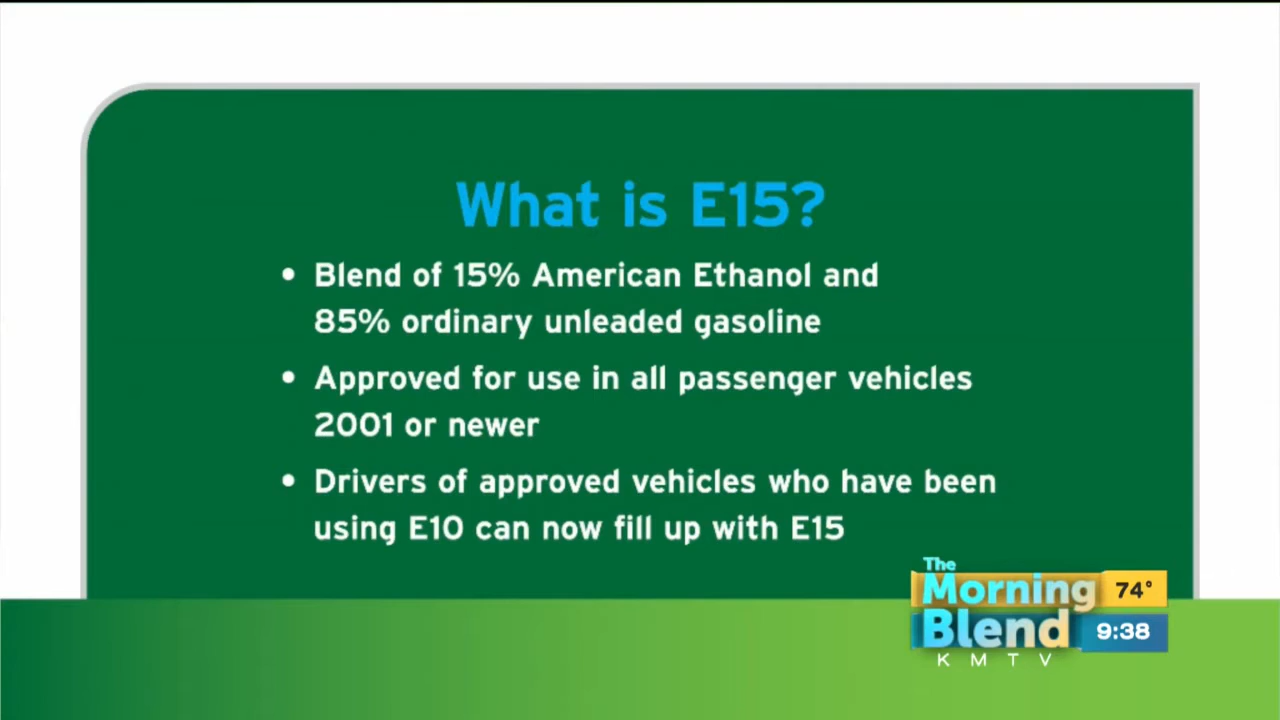 What is E15?
• Blend of 15% American Ethanol and
85% ordinary unleaded gasoline
• Approved for use in all passenger vehicles
2001 or newer
• Drivers of approved vehicles who have been
using E10 can now fill up with E15
The
Morning 74°
Blend 9:38
KMTV